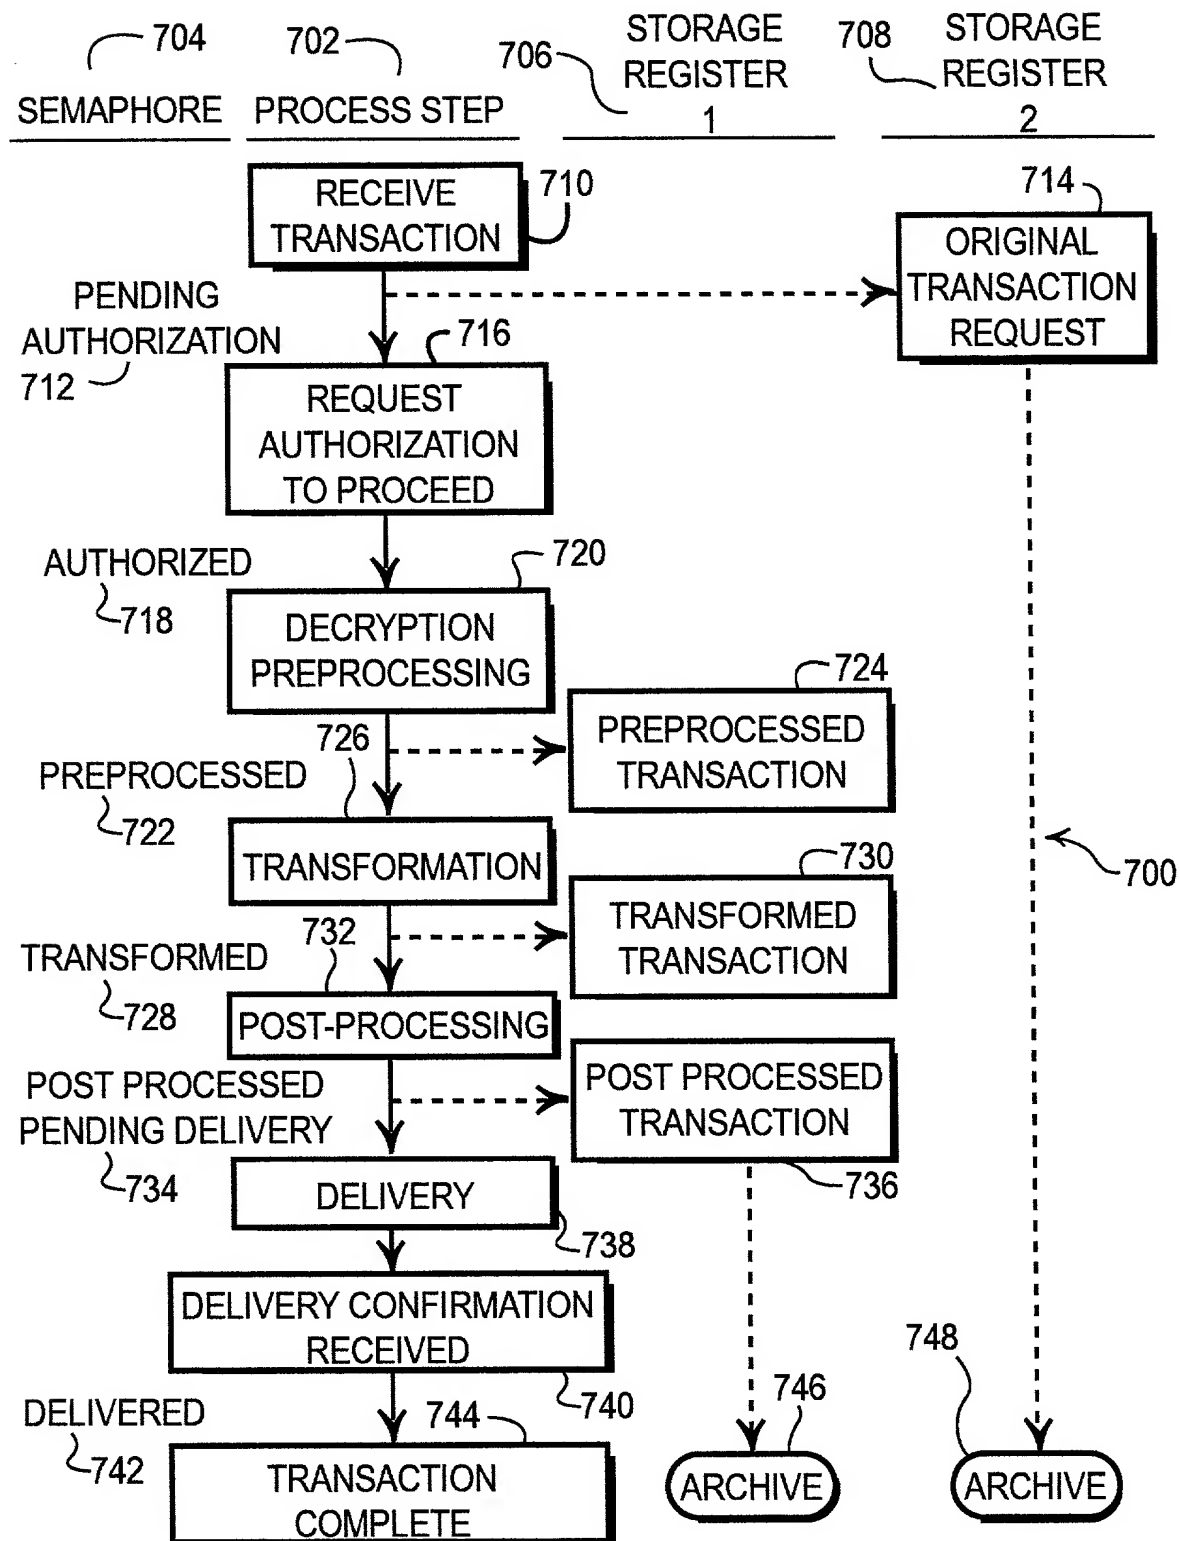 704
702
706
STORAGE
REGISTER
1
708
STORAGE
REGISTER
2
SEMAPHORE
PROCESS STEP
RECEIVE
TRANSACTION
710
714
ORIGINAL
TRANSACTION
REQUEST
PENDING
AUTHORIZATION
712
716
REQUEST
AUTHORIZATION
TO PROCEED
AUTHORIZED
718
720
DECRYPTION
PREPROCESSING
724
PREPROCESSED
TRANSACTION
726
PREPROCESSED
722
TRANSFORMATION
700
730
TRANSFORMED
TRANSACTION
732
TRANSFORMED
728
POST-PROCESSING
POST PROCESSED
TRANSACTION
736
POST PROCESSED
PENDING DELIVERY
734
DELIVERY
738
DELIVERY CONFIRMATION
RECEIVED
740
DELIVERED
742
744
TRANSACTION
COMPLETE
746
ARCHIVE
748
ARCHIVE